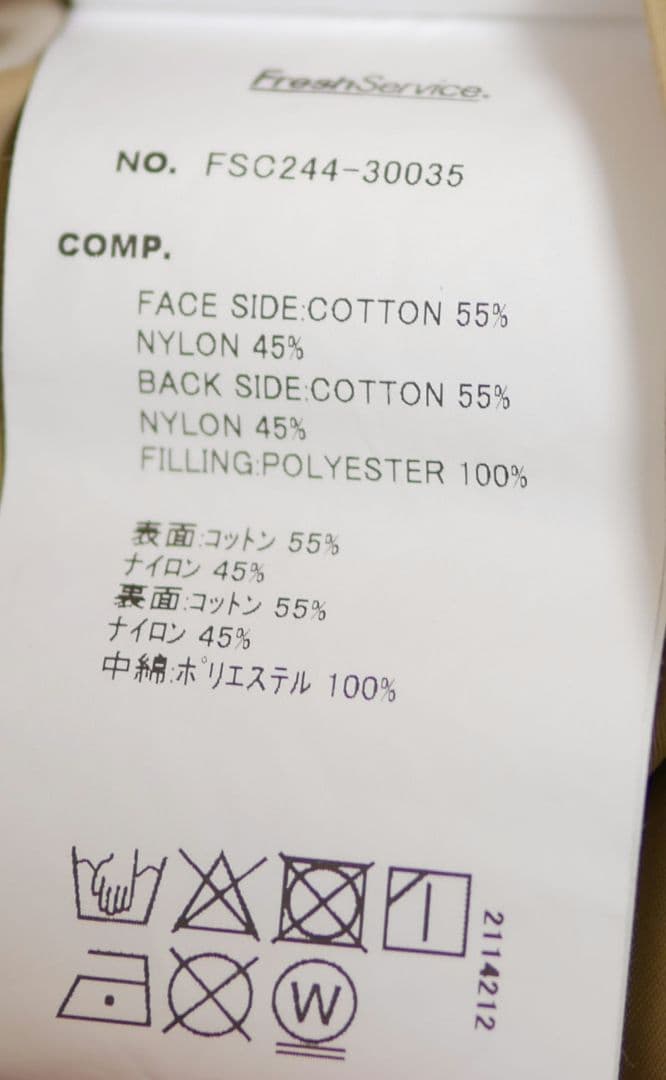 FreshService.
NO. FSC244-30035
COMP.
FACE SIDE:COTTON 55%
NYLON 45%
BACK SIDE:COTTON 55%
NYLON 45%
FILLING:POLYESTER 100%
表面:コットン 55%
ナイロン 45%
裏面:コットン 55%
ナイロン 45%
中綿:ポリエステル 100%
2114212
W